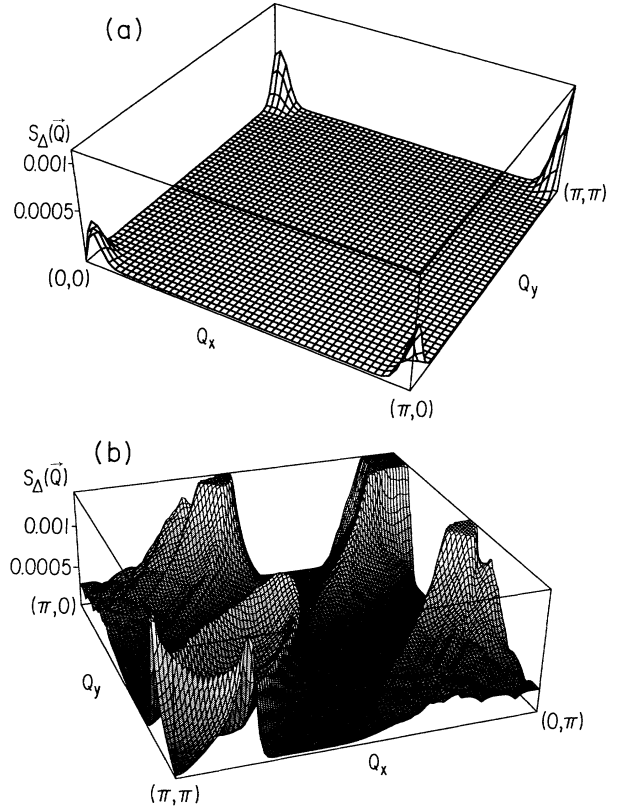 (a)
S_Δ(Q⃗)
0.001
0.0005
(0,0)
Q_x
(π,0)
Q_y
(π,π)
(b)
S_Δ(Q⃗)
0.001
0.0005
(π,0)
Q_y
(π,π)
Q_x
(0,π)